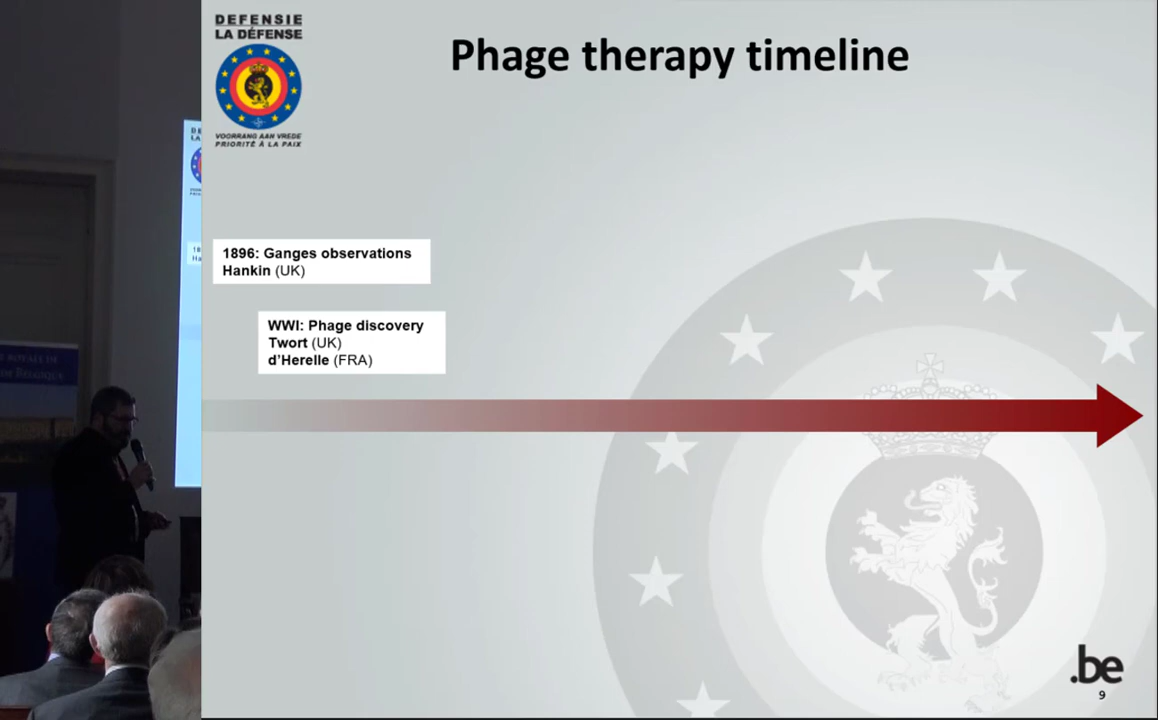 DEFENSIE
LA DÉFENSE
VOORRANG AAN VREDE
PRIORITÉ À LA PAIX
Phage therapy timeline
1896: Ganges observations
Hankin (UK)
WWI: Phage discovery
Twort (UK)
d'Herelle (FRA)
.be
9